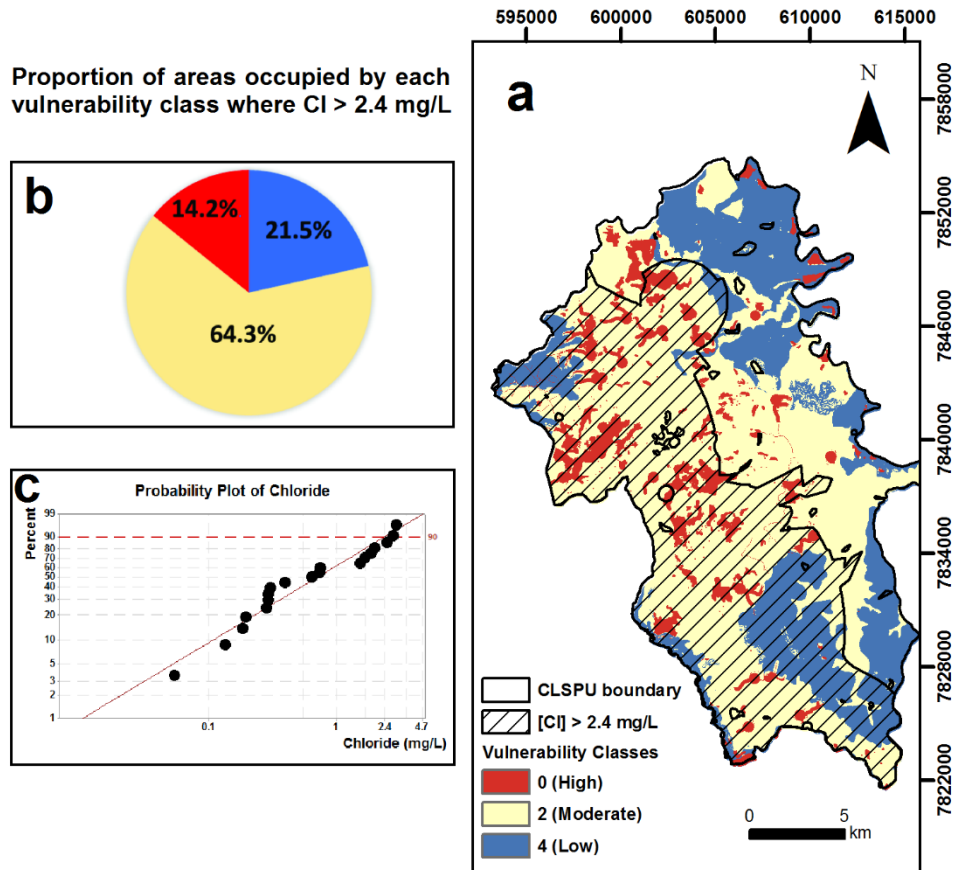 Proportion of areas occupied by each
vulnerability class where Cl > 2.4 mg/L
b
14.2%
21.5%
64.3%
c
Probability Plot of Chloride
Percent
99
90
80
70
60
50
40
30
20
10
5
3
2
1
90
0.1
1
2.4
4.7
Chloride (mg/L)
595000
600000
605000
610000
615000
a
N
7858000
7852000
7846000
7840000
7834000
7828000
7822000
CLSPU boundary
[Cl] > 2.4 mg/L
Vulnerability Classes
0 (High)
2 (Moderate)
4 (Low)
0
5
km